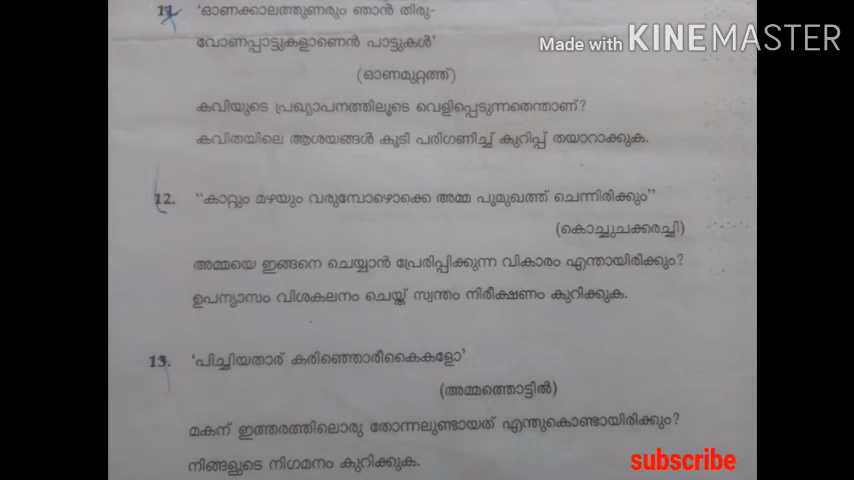 Made with KINEMASTER
11. 'ഓണക്കാലത്തുണരും ഞാൻ തിരു-
വോണപ്പാട്ടുകളാണെൻ പാട്ടുകൾ'
(ഓണമുറ്റത്ത്)
കവിയുടെ പ്രഖ്യാപനത്തിലൂടെ വെളിപ്പെടുന്നതെന്താണ്?
കവിതയിലെ ആശയങ്ങൾ കൂടി പരിഗണിച്ച് കുറിപ്പ് തയാറാക്കുക.
12. “കാറ്റും മഴയും വരുമ്പോഴൊക്കെ അമ്മ പൂമുഖത്ത് ചെന്നിരിക്കും”
(കൊച്ചുചക്കരച്ചി)
അമ്മയെ ഇങ്ങനെ ചെയ്യാൻ പ്രേരിപ്പിക്കുന്ന വികാരം എന്തായിരിക്കും?
ഉപന്യാസം വിശകലനം ചെയ്ത് സ്വന്തം നിരീക്ഷണം കുറിക്കുക.
13. 'പിച്ചിയതാര് കരിഞ്ഞൊരീകൈകളോ'
(അമ്മത്തൊട്ടിൽ)
മകന് ഇത്തരത്തിലൊരു തോന്നലുണ്ടായത് എന്തുകൊണ്ടായിരിക്കും?
നിങ്ങളുടെ നിഗമനം കുറിക്കുക.
subscribe